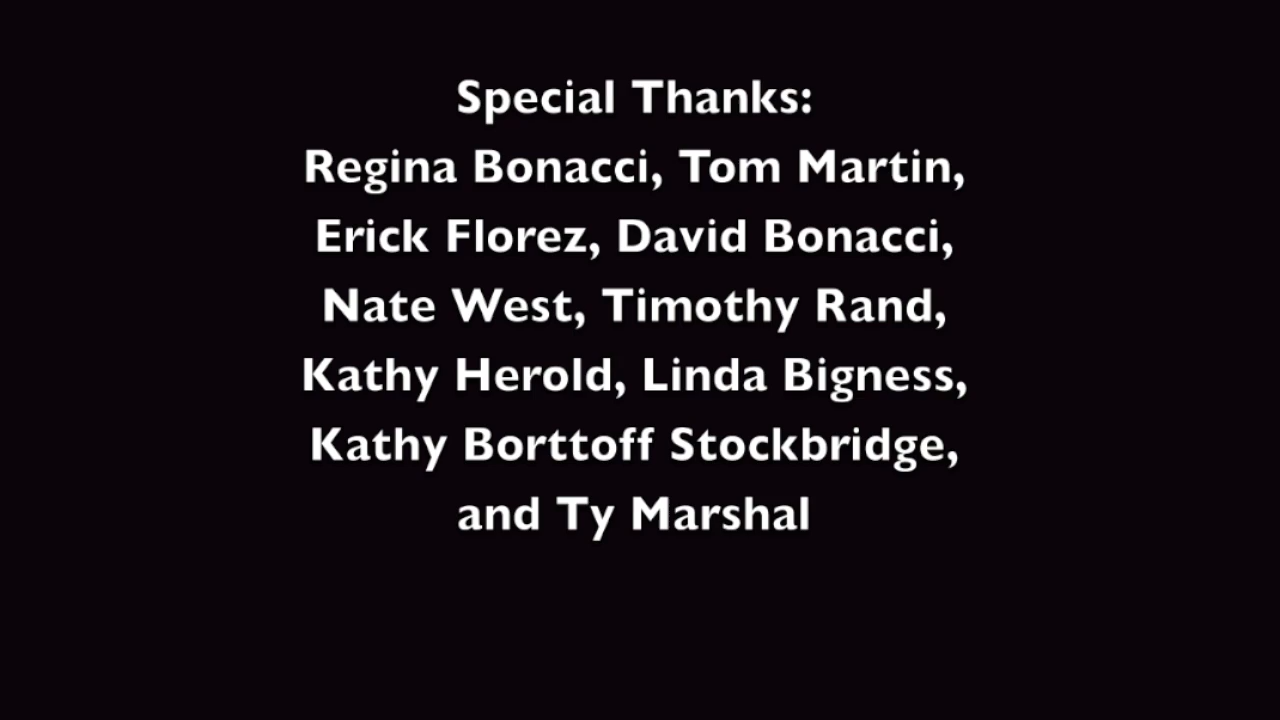 Special Thanks:
Regina Bonacci, Tom Martin,
Erick Florez, David Bonacci,
Nate West, Timothy Rand,
Kathy Herold, Linda Bigness,
Kathy Borttoff Stockbridge,
and Ty Marshal